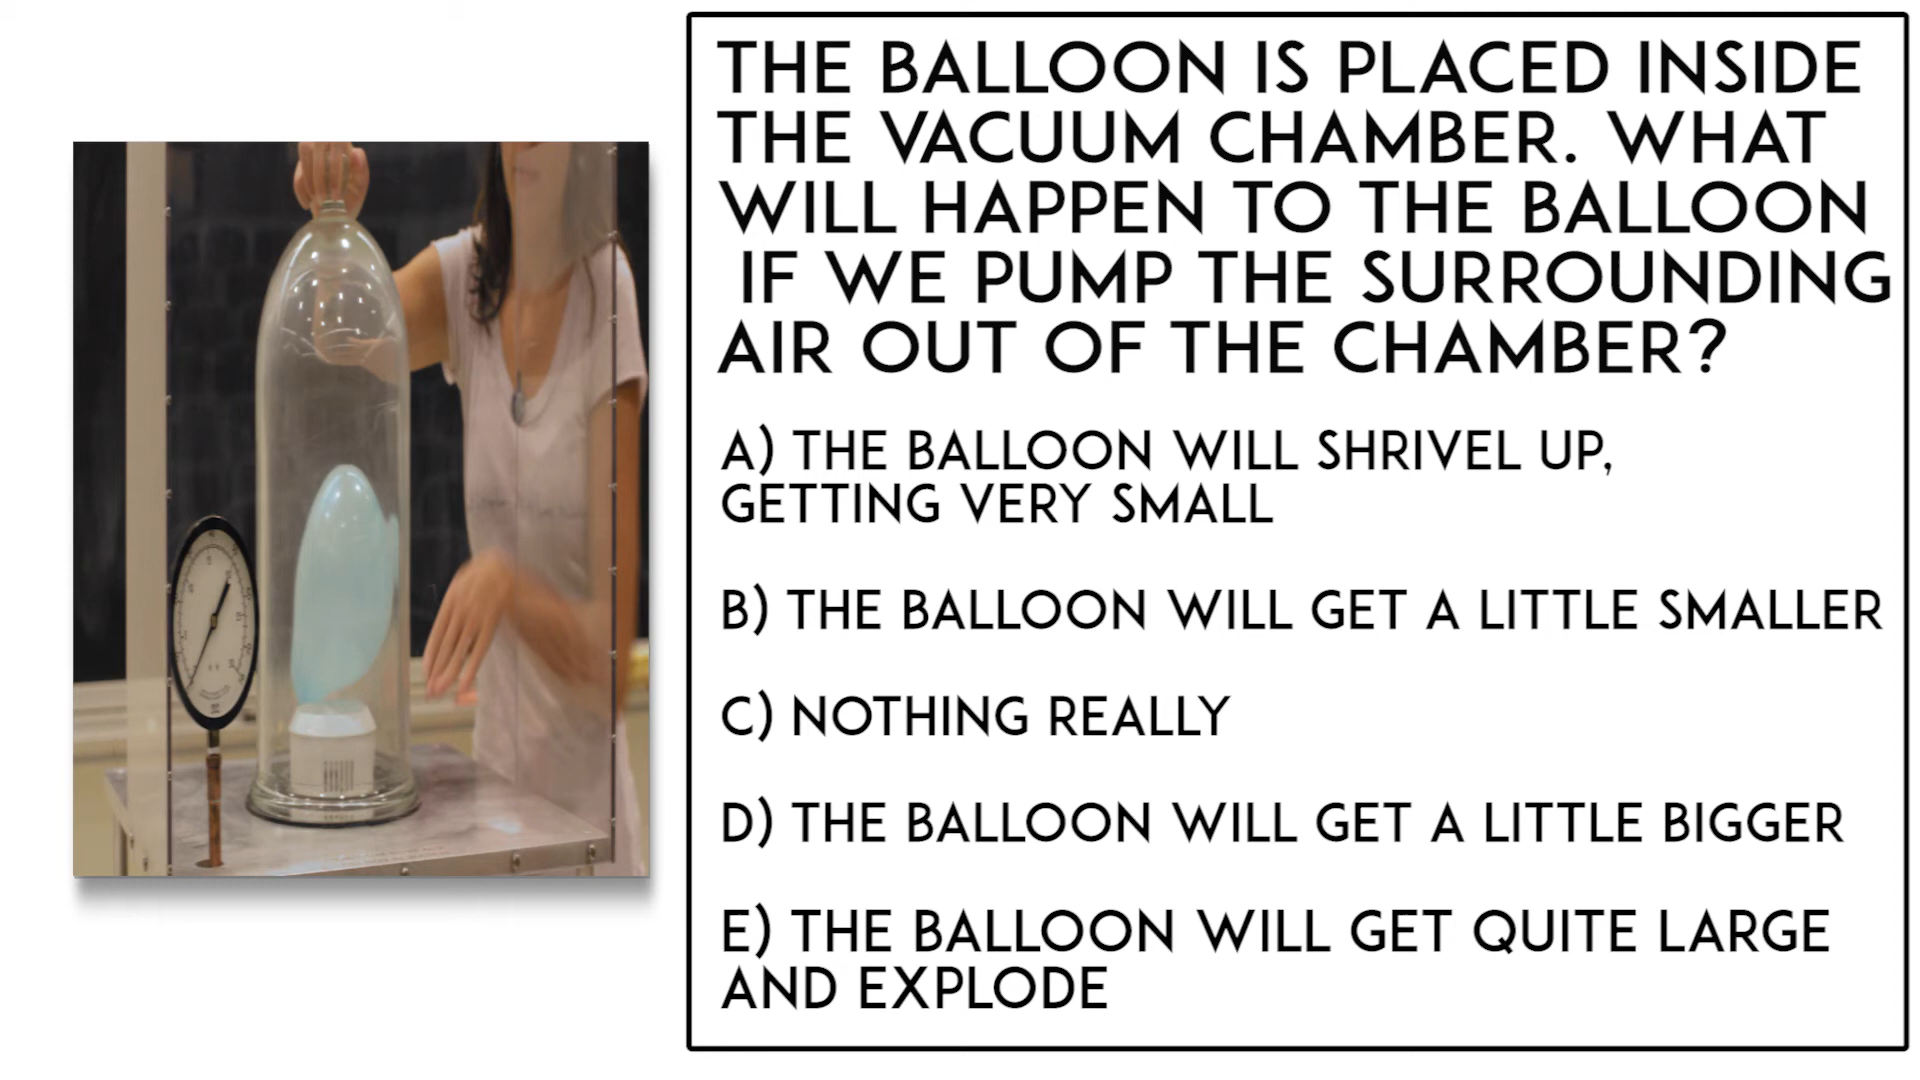 THE BALLOON IS PLACED INSIDE
THE VACUUM CHAMBER. WHAT
WILL HAPPEN TO THE BALLOON
IF WE PUMP THE SURROUNDING
AIR OUT OF THE CHAMBER?
A) THE BALLOON WILL SHRIVEL UP,
GETTING VERY SMALL
B) THE BALLOON WILL GET A LITTLE SMALLER
C) NOTHING REALLY
D) THE BALLOON WILL GET A LITTLE BIGGER
E) THE BALLOON WILL GET QUITE LARGE
AND EXPLODE